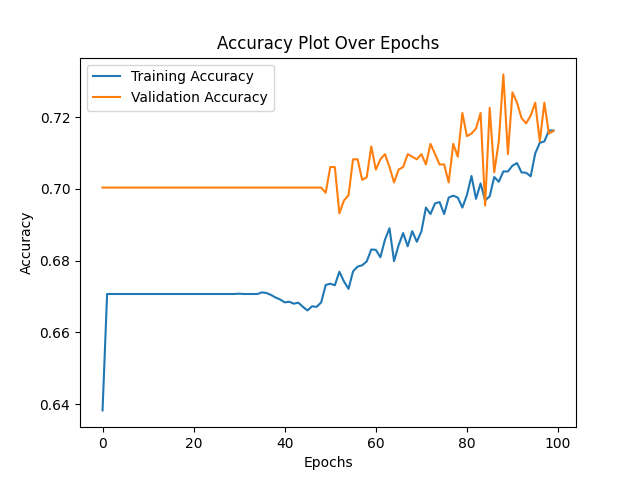 Accuracy Plot Over Epochs
Training Accuracy
Validation Accuracy
0.72
0.70
0.68
0.66
0.64
Accuracy
0 20 40 60 80 100
Epochs